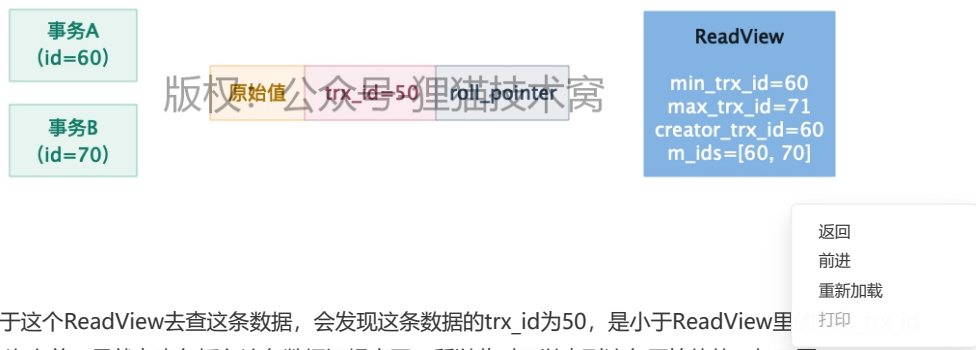 事务A
(id=60)
事务B
(id=70)
版权：公众号 狸猫技术窝
原始值 trx_id=50 roll_pointer
ReadView
min_trx_id=60
max_trx_id=71
creator_trx_id=60
m_ids=[60, 70]
返回
前进
重新加载
打印
于这个ReadView去查这条数据，会发现这条数据的trx_id为50，是小于ReadView里的